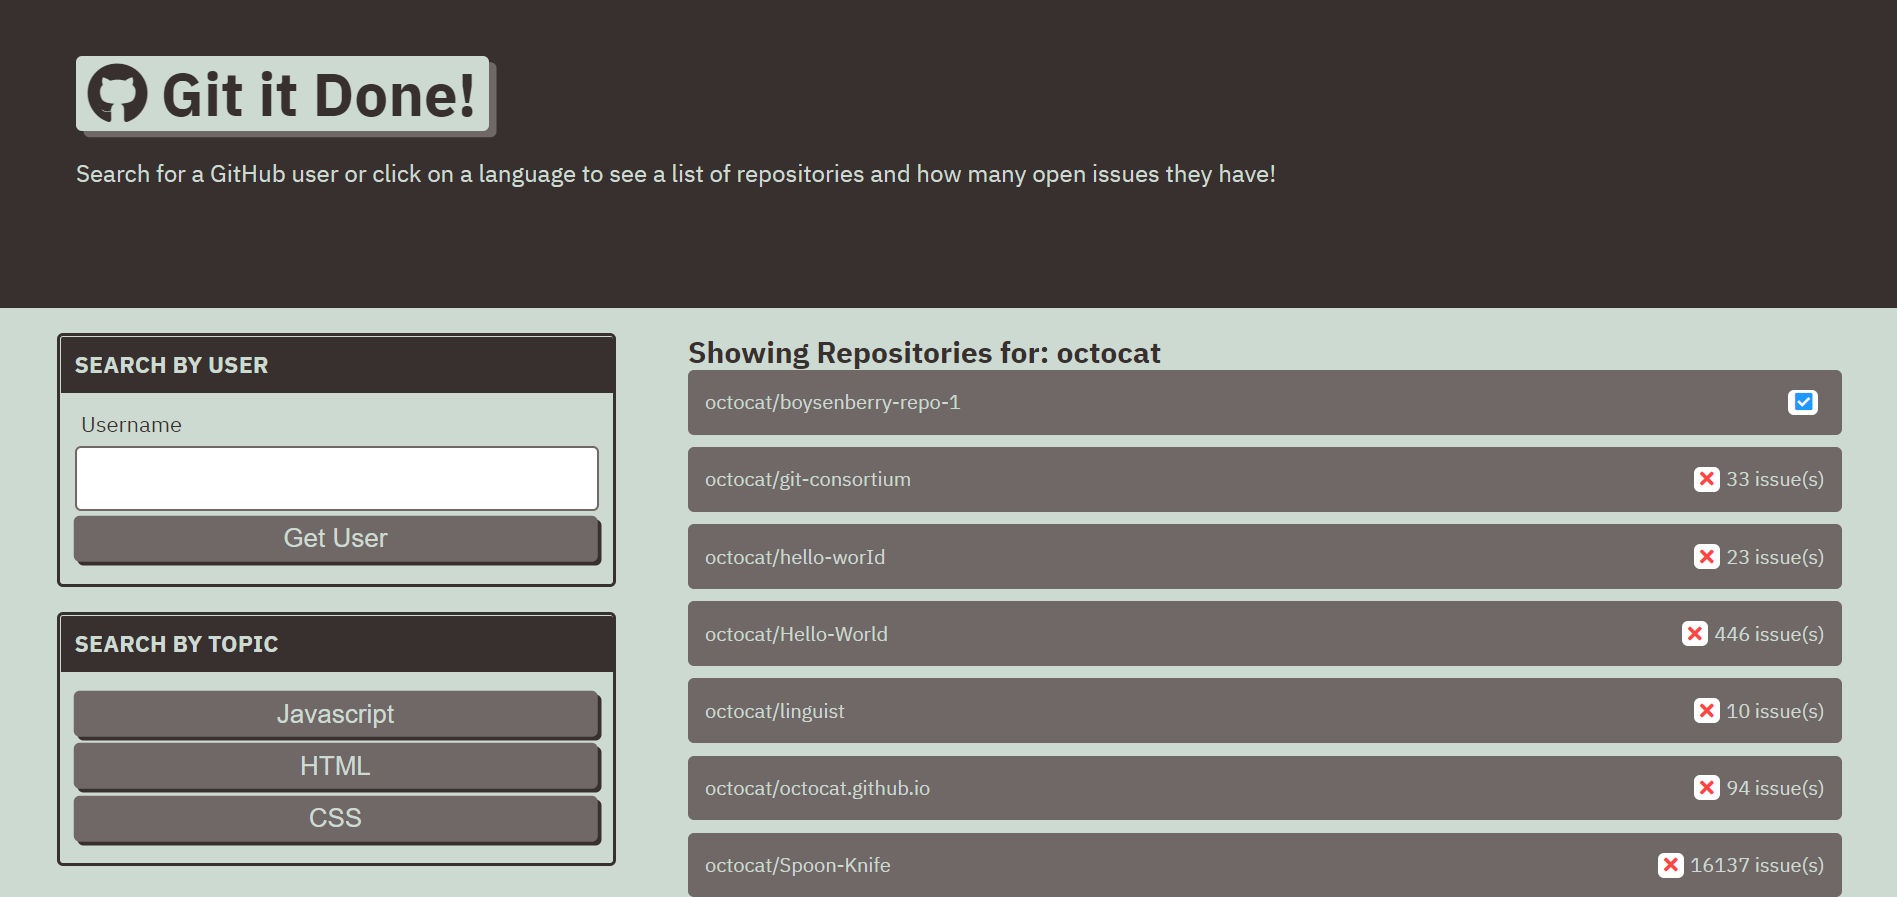 Git it Done!
Search for a GitHub user or click on a language to see a list of repositories and how many open issues they have!
SEARCH BY USER
Username
Get User
SEARCH BY TOPIC
Javascript
HTML
CSS
Showing Repositories for: octocat
octocat/boysenberry-repo-1
octocat/git-consortium 33 issue(s)
octocat/hello-worId 23 issue(s)
octocat/Hello-World 446 issue(s)
octocat/linguist 10 issue(s)
octocat/octocat.github.io 94 issue(s)
octocat/Spoon-Knife 16137 issue(s)